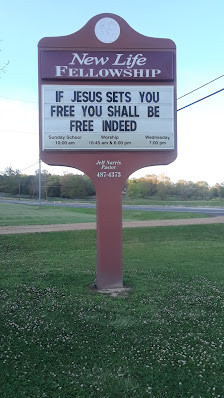 New Life
Fellowship
IF JESUS SETS YOU
FREE YOU SHALL BE
FREE INDEED
Sunday School Worship Wednesday
10:00 am 10:45 am & 6:00 pm 7:00 pm
Jeff Norris,
Pastor
487-6373